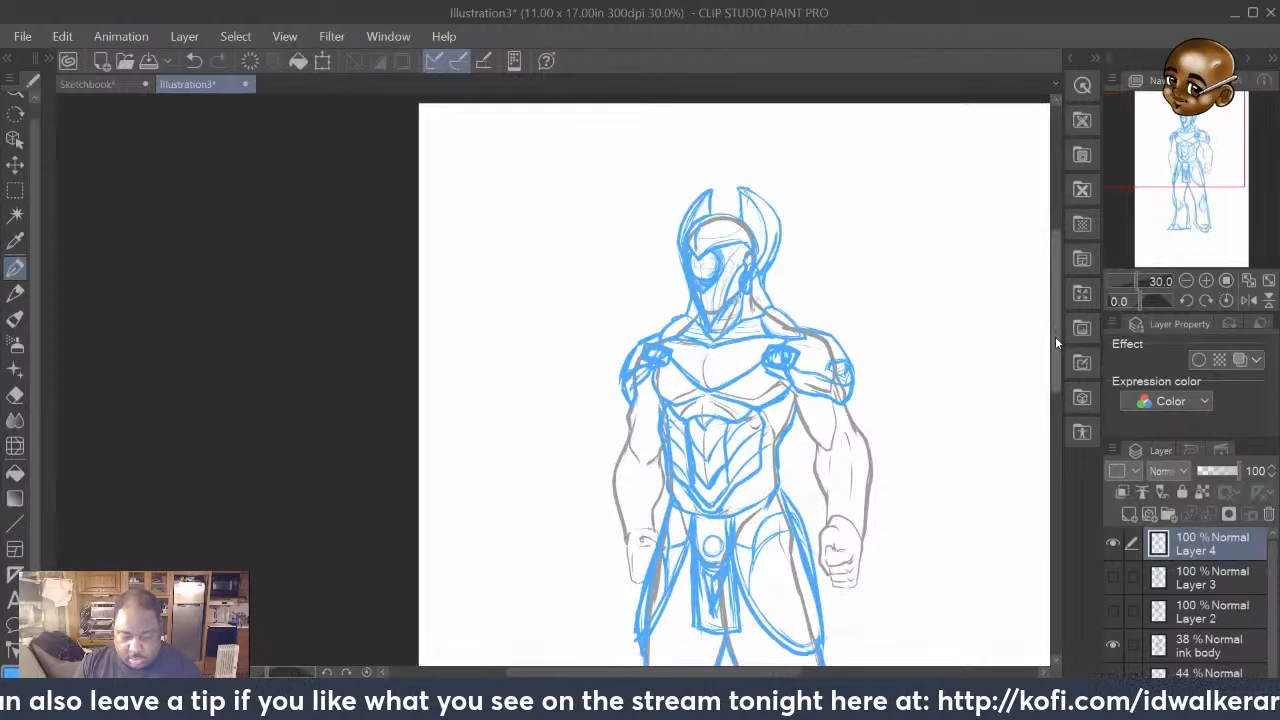 Illustration3* (11.00 x 17.00in 300dpi 30.0%) - CLIP STUDIO PAINT PRO
File Edit Animation Layer Select View Filter Window Help
Sketchbook* Illustration3*
30.0
0.0
Layer Property
Effect
Expression color
Color
Layer
100
100 % Normal
Layer 4
100 % Normal
Layer 3
100 % Normal
Layer 2
38 % Normal
ink body
44 % Normal
an also leave a tip if you like what you see on the stream tonight here at: http://kofi.com/idwalkerar